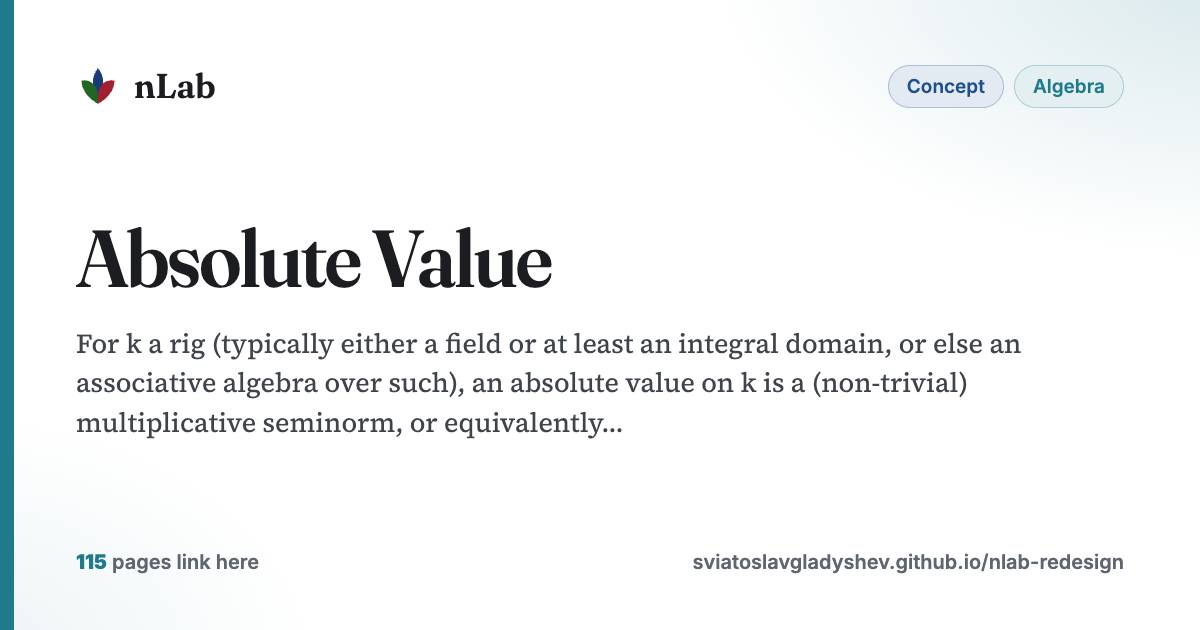 nLab
Concept
Algebra
Absolute Value
For k a rig (typically either a field or at least an integral domain, or else an
associative algebra over such), an absolute value on k is a (non-trivial)
multiplicative seminorm, or equivalently...
115 pages link here
sviatoslavgladyshev.github.io/nlab-redesign